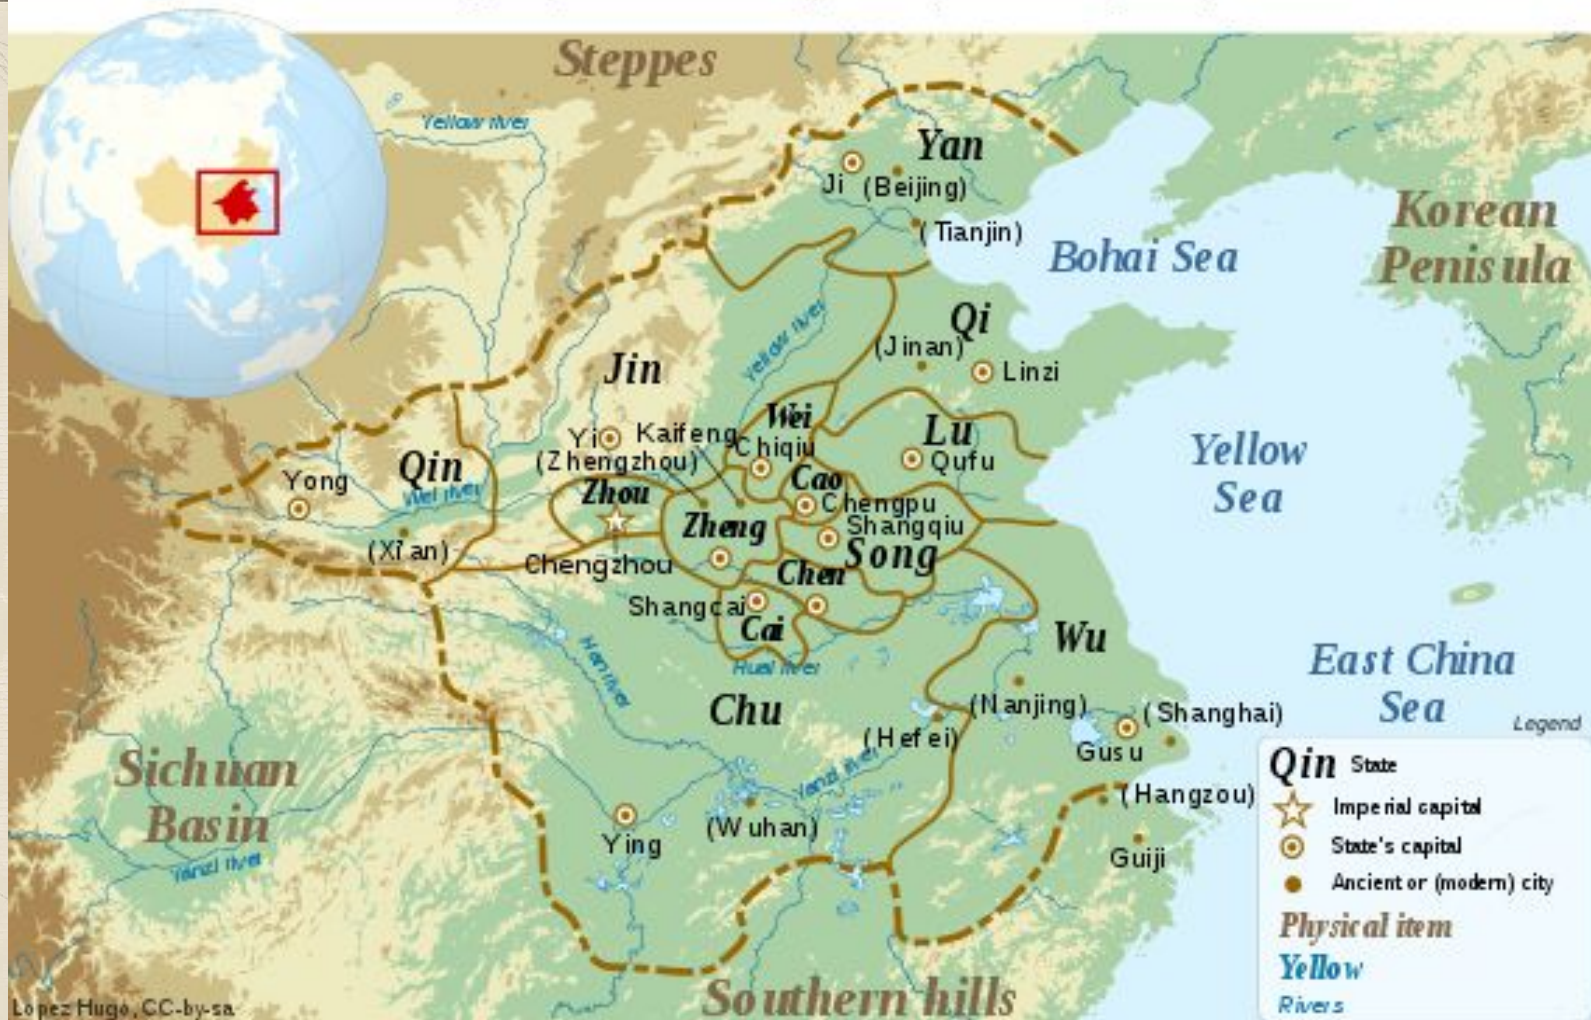 Steppes
Yellow river
Yan
Ji (Beijing)
(Tianjin)
Korean
Peninsula
Bohai Sea
Qi
(Jinan)
Linzi
Yellow river
Jin
Wei
Yi
Kaifeng
Chiqiu
(Zhengzhou)
Lu
Qufu
Yellow
Sea
Qin
Yong
Wei river
(Xi'an)
Zhou
Chengzhou
Cao
Chengpu
Zheng
Shangqiu
Song
Chen
Shangcai
Cai
Huai river
Han river
Wu
East China
Sea
Chu
(Nanjing)
(Shanghai)
Gusu
(Hefei)
Yanzi river
Sichuan
Basin
Yanzi river
Ying
(Wuhan)
(Hangzou)
Guiji
Southern hills
Legend
Qin State
Imperial capital
State's capital
Ancient or (modern) city
Physical item
Yellow
Rivers
Lopez Hugo, CC-by-sa